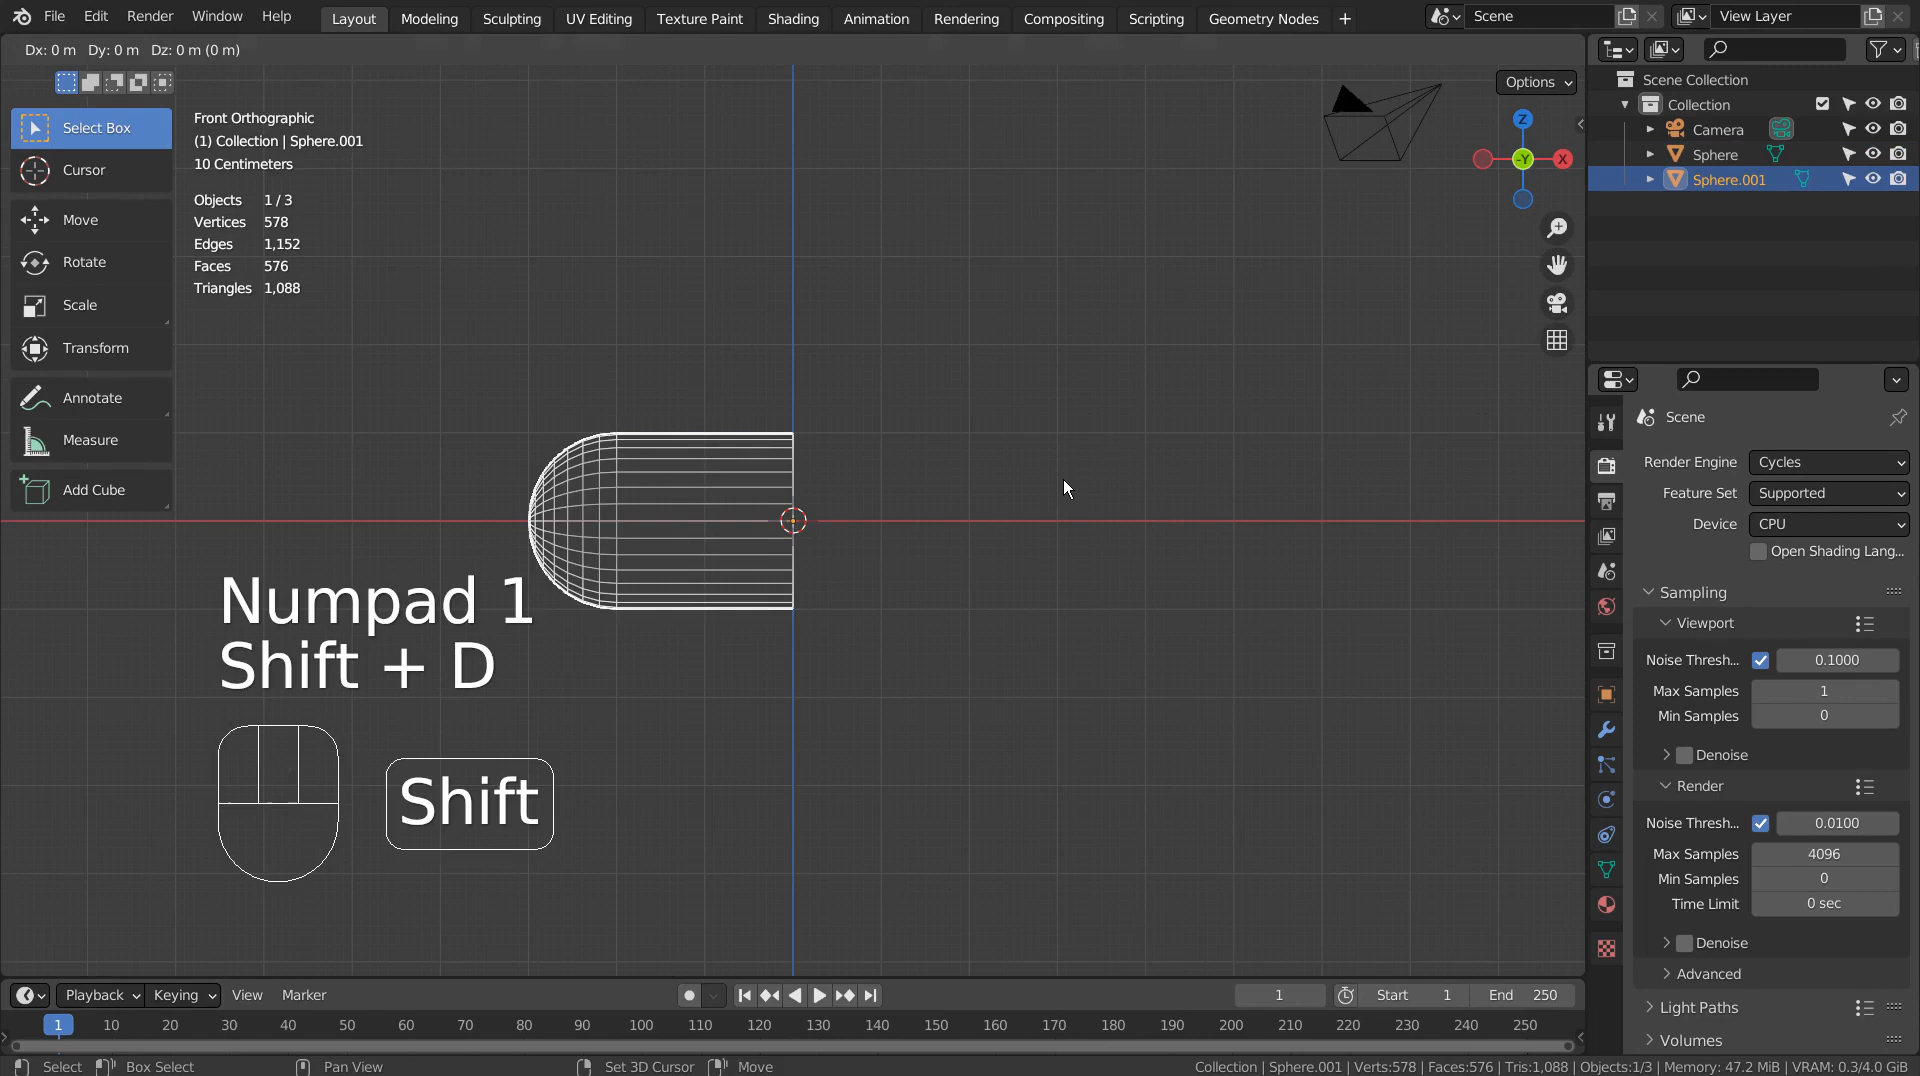 File Edit Render Window Help
Layout Modeling Sculpting UV Editing Texture Paint Shading Animation Rendering Compositing Scripting Geometry Nodes +
Scene
View Layer
Dx: 0 m Dy: 0 m Dz: 0 m (0 m)
Options
Select Box
Cursor
Move
Rotate
Scale
Transform
Annotate
Measure
Add Cube
Front Orthographic
(1) Collection | Sphere.001
10 Centimeters
Objects 1 / 3
Vertices 578
Edges 1,152
Faces 576
Triangles 1,088
Z
-Y
X
Numpad 1
Shift + D
Shift
Scene Collection
Collection
Camera
Sphere
Sphere.001
Scene
Render Engine Cycles
Feature Set Supported
Device CPU
Open Shading Lang...
Sampling
Viewport
Noise Thresh... 0.1000
Max Samples 1
Min Samples 0
Denoise
Render
Noise Thresh... 0.0100
Max Samples 4096
Min Samples 0
Time Limit 0 sec
Denoise
Advanced
Light Paths
Volumes
Playback Keying View Marker
1 Start 1 End 250
1 10 20 30 40 50 60 70 80 90 100 110 120 130 140 150 160 170 180 190 200 210 220 230 240 250
Select Box Select Pan View Set 3D Cursor Move
Collection | Sphere.001 | Verts:578 | Faces:576 | Tris:1,088 | Objects:1/3 | Memory: 47.2 MiB | VRAM: 0.3/4.0 GiB